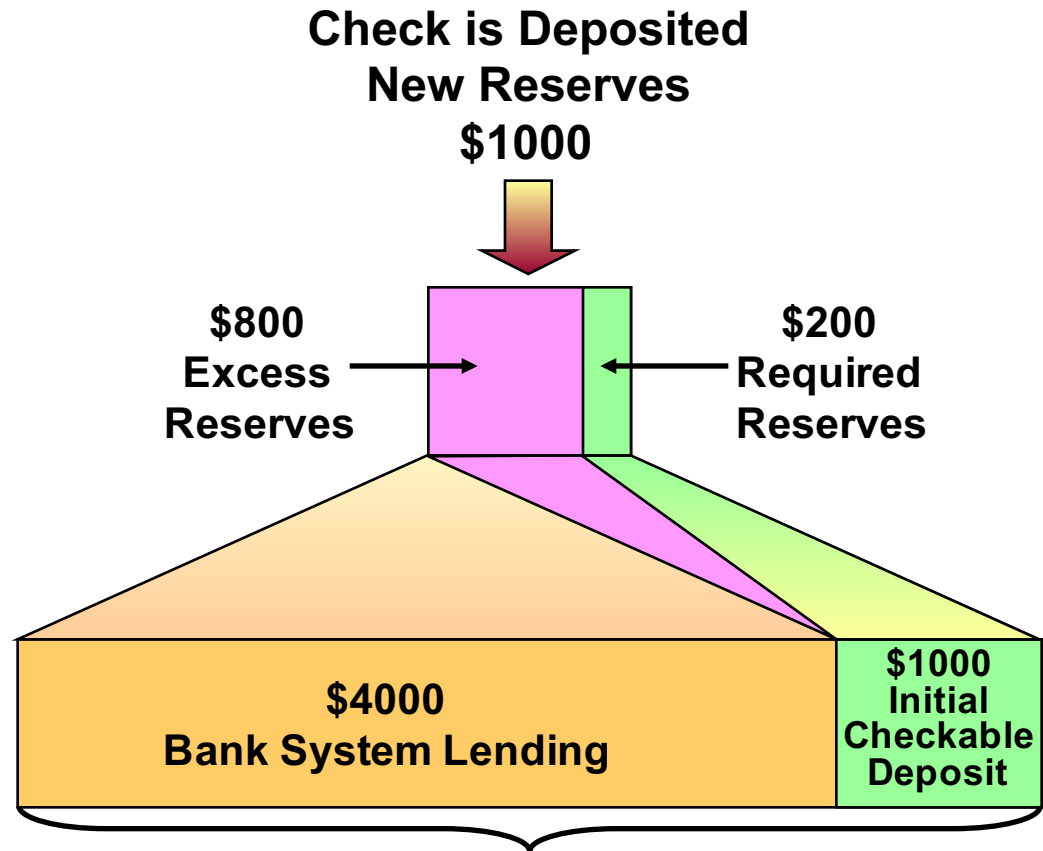 Check is Deposited
New Reserves
$1000
$800
Excess
Reserves
$200
Required
Reserves
$4000
Bank System Lending
$1000
Initial
Checkable
Deposit